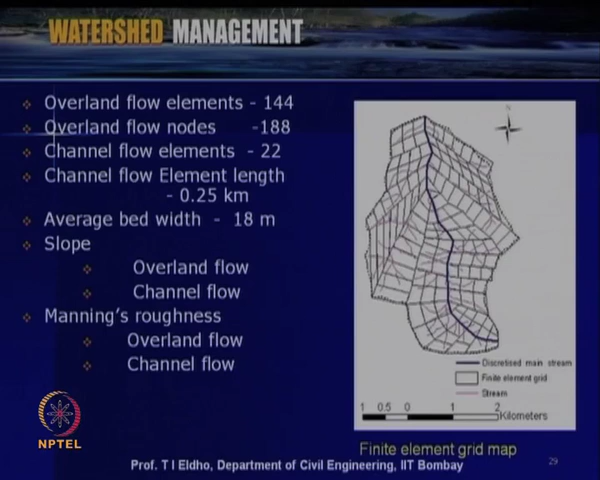 WATERSHED MANAGEMENT
Overland flow elements - 144
Overland flow nodes -188
Channel flow elements - 22
Channel flow Element length
- 0.25 km
Average bed width - 18 m
Slope
Overland flow
Channel flow
Manning's roughness
Overland flow
Channel flow
N
Discretised main stream
Finite element grid
Stream
1 0.5 0 1 2
Kilometers
Finite element grid map
NPTEL
Prof. T I Eldho, Department of Civil Engineering, IIT Bombay
29